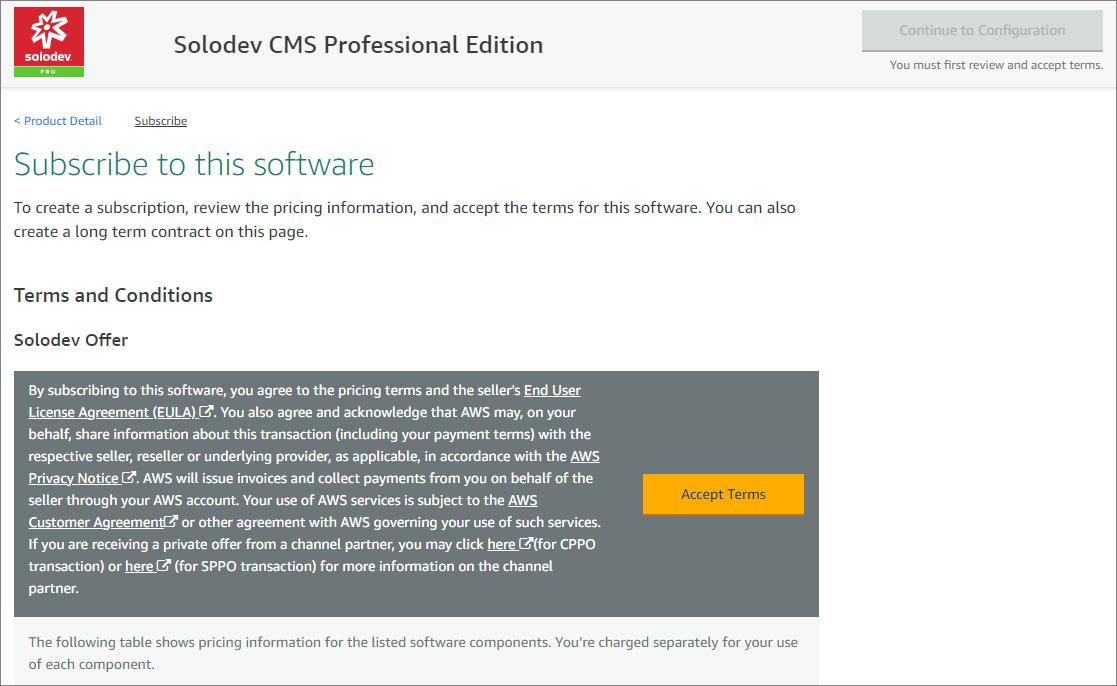 solodev
PRO
Solodev CMS Professional Edition
Continue to Configuration
You must first review and accept terms.
< Product Detail
Subscribe
Subscribe to this software
To create a subscription, review the pricing information, and accept the terms for this software. You can also
create a long term contract on this page.
Terms and Conditions
Solodev Offer
By subscribing to this software, you agree to the pricing terms and the seller's End User
License Agreement (EULA). You also agree and acknowledge that AWS may, on your
behalf, share information about this transaction (including your payment terms) with the
respective seller, reseller or underlying provider, as applicable, in accordance with the AWS
Privacy Notice. AWS will issue invoices and collect payments from you on behalf of the
seller through your AWS account. Your use of AWS services is subject to the AWS
Customer Agreement or other agreement with AWS governing your use of such services.
If you are receiving a private offer from a channel partner, you may click here (for CPPO
transaction) or here (for SPPO transaction) for more information on the channel
partner.
Accept Terms
The following table shows pricing information for the listed software components. You're charged separately for your use
of each component.